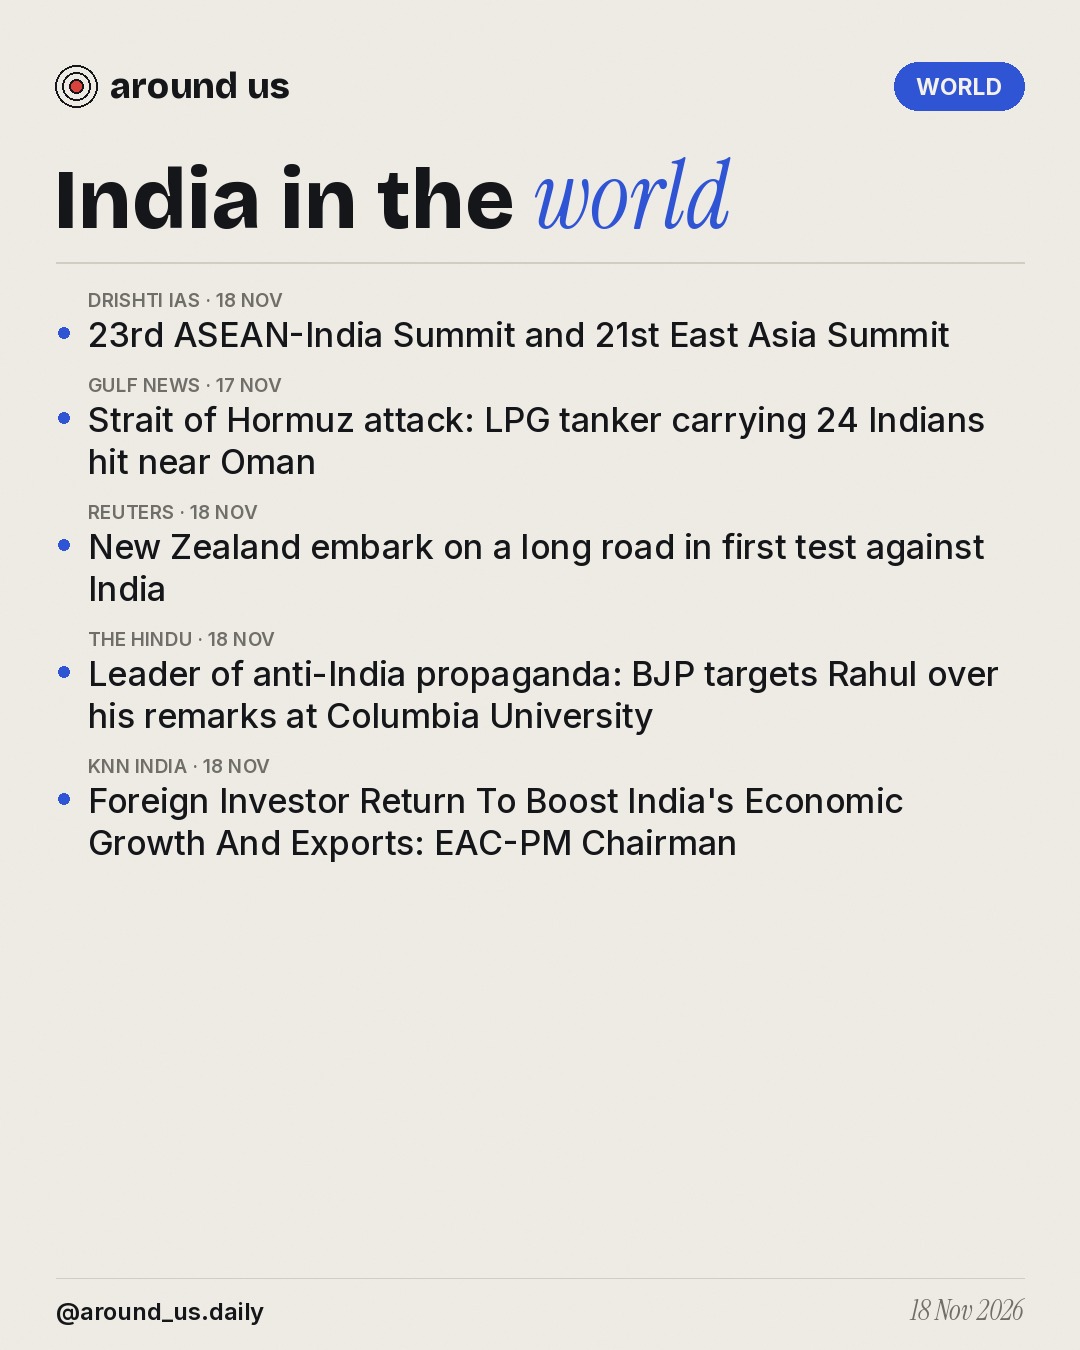 around us
WORLD
India in the world
DRISHTI IAS · 18 NOV
23rd ASEAN-India Summit and 21st East Asia Summit
GULF NEWS · 17 NOV
Strait of Hormuz attack: LPG tanker carrying 24 Indians
hit near Oman
REUTERS · 18 NOV
New Zealand embark on a long road in first test against
India
THE HINDU · 18 NOV
Leader of anti-India propaganda: BJP targets Rahul over
his remarks at Columbia University
KNN INDIA · 18 NOV
Foreign Investor Return To Boost India's Economic
Growth And Exports: EAC-PM Chairman
@around_us.daily
18 Nov 2026